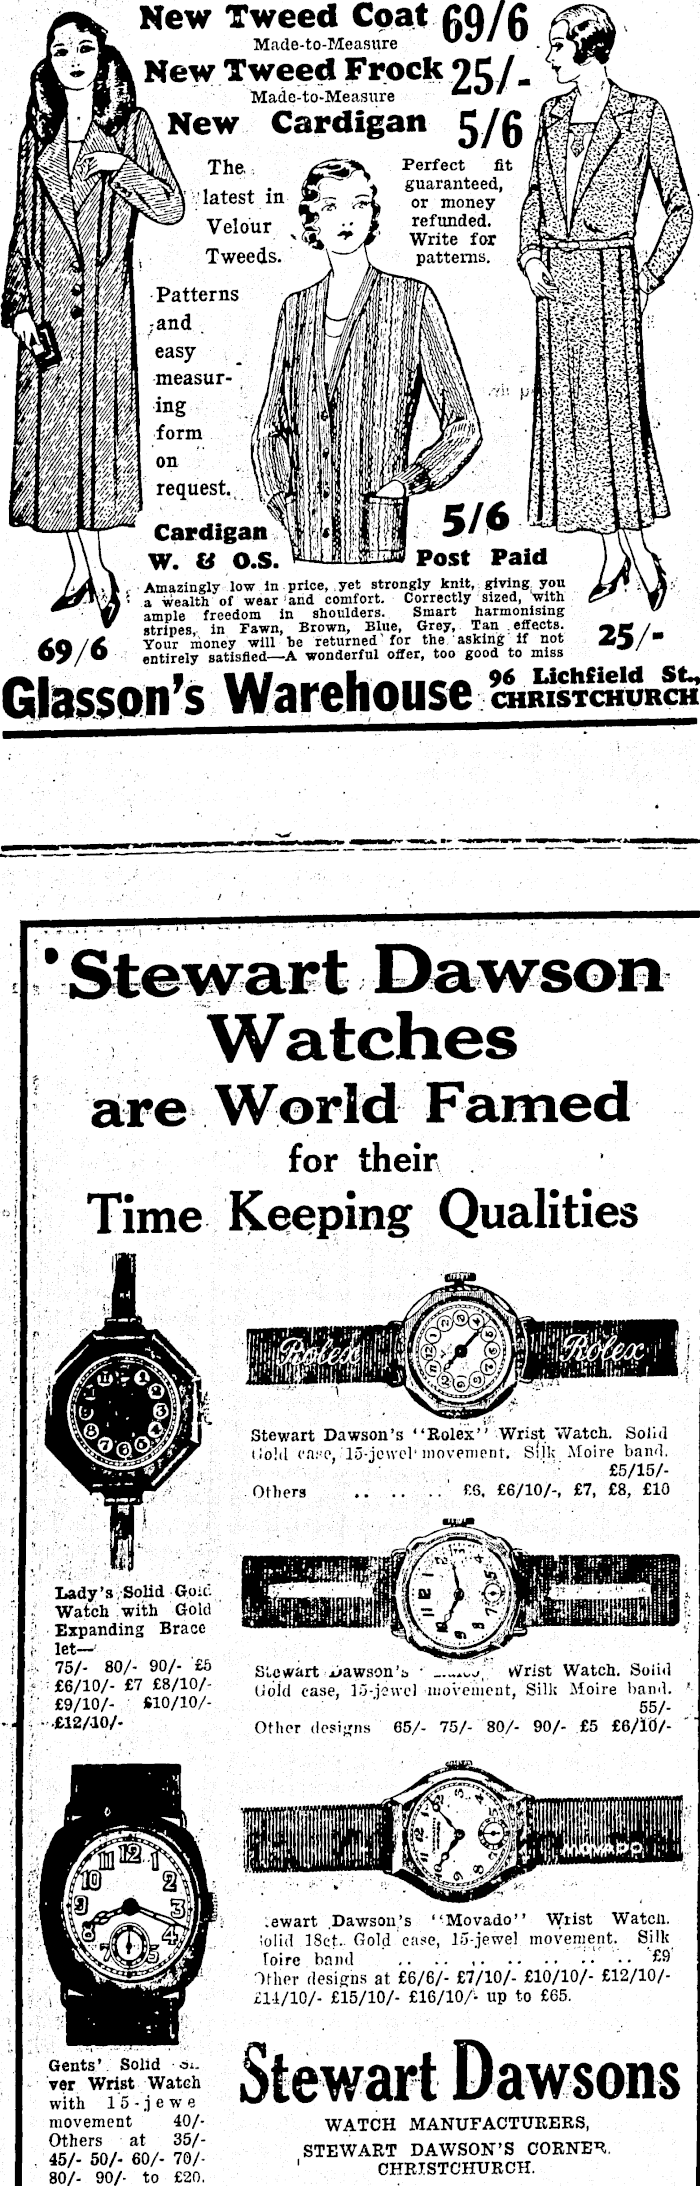 New Tweed Coat 69/6
Made-to-Measure
New Tweed Frock 25/-
Made-to-Measure
New Cardigan 5/6
The
latest in
Velour
Tweeds.
Patterns
and
easy
measur-
ing
form
on
request.
Perfect fit
guaranteed,
or money
refunded.
Write for
patterns.
Cardigan
W. & O.S.
5/6
Post Paid
Amazingly low in price, yet strongly knit, giving you
a wealth of wear and comfort. Correctly sized, with
ample freedom in shoulders. Smart harmonising
stripes, in Fawn, Brown, Blue, Grey, Tan effects.
Your money will be returned for the asking if not
entirely satisfied—A wonderful offer, too good to miss
69/6
25/-
Glasson's Warehouse 96 Lichfield St.,
CHRISTCHURCH
Stewart Dawson
Watches
are World Famed
for their
Time Keeping Qualities
Rolex Rolex
Stewart Dawson's "Rolex" Wrist Watch. Solid
Gold case, 15-jewel movement. Silk Moire band.
£5/15/-
Others .. .. .. £6, £6/10/-, £7, £8, £10
Lady's Solid Gold
Watch with Gold
Expanding Brace
let—
75/- 80/- 90/- £5
£6/10/- £7 £8/10/-
£9/10/- £10/10/-
£12/10/-
Stewart Dawson's Wrist Watch. Solid
Gold case, 15-jewel movement, Silk Moire band.
55/-
Other designs 65/- 75/- 80/- 90/- £5 £6/10/-
MOVADO
ewart Dawson's "Movado" Wrist Watch.
olid 18ct. Gold case, 15-jewel movement. Silk
oire band .. .. .. .. .. .. .. £9
Other designs at £6/6/- £7/10/- £10/10/- £12/10/-
£14/10/- £15/10/- £16/10/- up to £65.
Gents' Solid Sil
ver Wrist Watch
with 15-jewe
movement 40/-
Others at 35/-
45/- 50/- 60/- 70/-
80/- 90/- to £20.
Stewart Dawsons
WATCH MANUFACTURERS,
STEWART DAWSON'S CORNER,
CHRISTCHURCH.